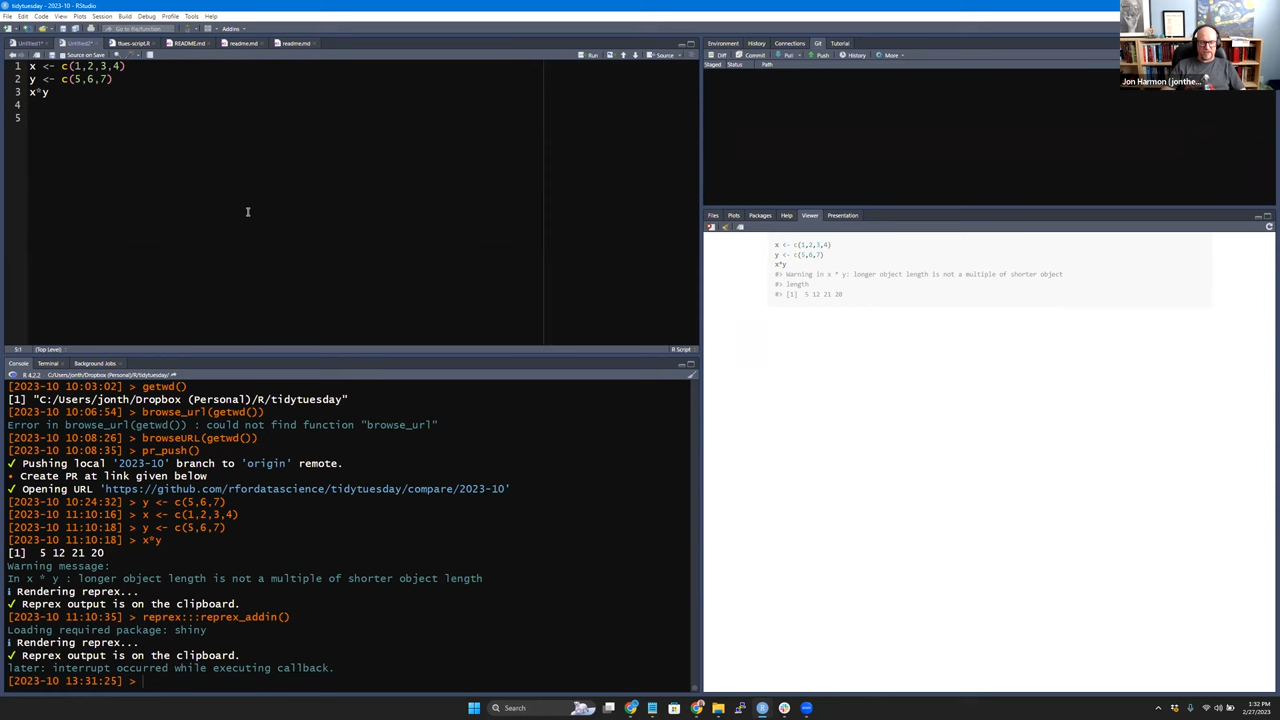 tidytuesday - 2023-10 - RStudio
File Edit Code View Plots Session Build Debug Profile Tools Help
Go to file/function Addins
Untitled1* Untitled2* ttues-script.R README.md readme.md readme.md
Source on Save Run Source
1 x <- c(1,2,3,4)
2 y <- c(5,6,7)
3 x*y
4
5
5:1 (Top Level) R Script
Console Terminal Background Jobs
R 4.2.2 · C:/Users/jonth/Dropbox (Personal)/R/tidytuesday/
[2023-10 10:03:02] > getwd()
[1] "C:/Users/jonth/Dropbox (Personal)/R/tidytuesday"
[2023-10 10:06:54] > browse_url(getwd())
Error in browse_url(getwd()) : could not find function "browse_url"
[2023-10 10:08:26] > browseURL(getwd())
[2023-10 10:08:35] > pr_push()
✓ Pushing local '2023-10' branch to 'origin' remote.
• Create PR at link given below
✓ Opening URL 'https://github.com/rfordatascience/tidytuesday/compare/2023-10'
[2023-10 10:24:32] > y <- c(5,6,7)
[2023-10 11:10:16] > x <- c(1,2,3,4)
[2023-10 11:10:18] > y <- c(5,6,7)
[2023-10 11:10:18] > x*y
[1]  5 12 21 20
Warning message:
In x * y : longer object length is not a multiple of shorter object length
ℹ Rendering reprex...
✓ Reprex output is on the clipboard.
[2023-10 11:10:35] > reprex:::reprex_addin()
Loading required package: shiny
ℹ Rendering reprex...
✓ Reprex output is on the clipboard.
later: interrupt occurred while executing callback.
[2023-10 13:31:25] >
Environment History Connections Git Tutorial
Diff Commit Pull Push History More
Staged Status Path
Files Plots Packages Help Viewer Presentation
x <- c(1,2,3,4)
y <- c(5,6,7)
x*y
#> Warning in x * y: longer object length is not a multiple of shorter object
#> length
#> [1]  5 12 21 20
Jon Harmon (jonthe...
Search
1:32 PM
2/27/2023